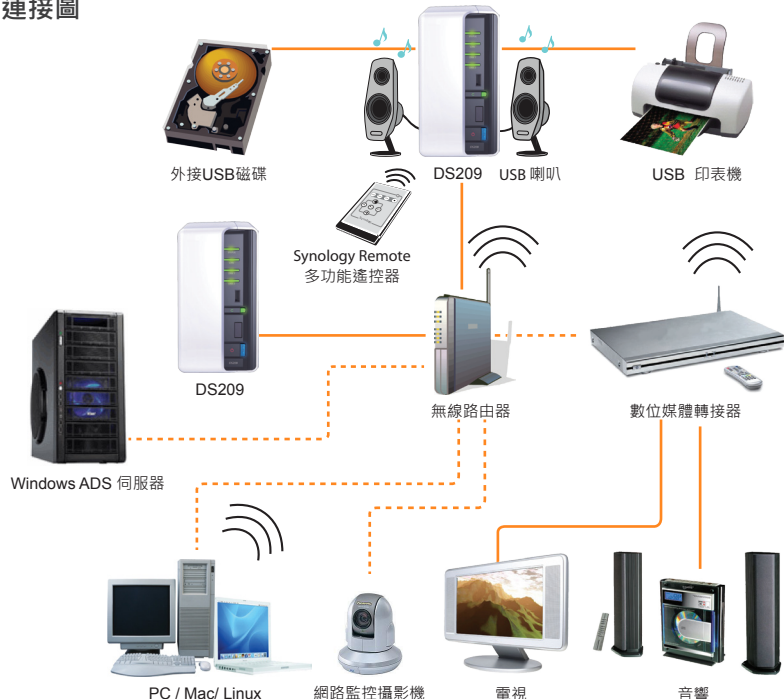 連接圖
外接USB磁碟
DS209
USB 喇叭
USB 印表機
Synology Remote
多功能遙控器
DS209
無線路由器
數位媒體轉接器
Windows ADS 伺服器
PC / Mac/ Linux
網路監控攝影機
電視
音響